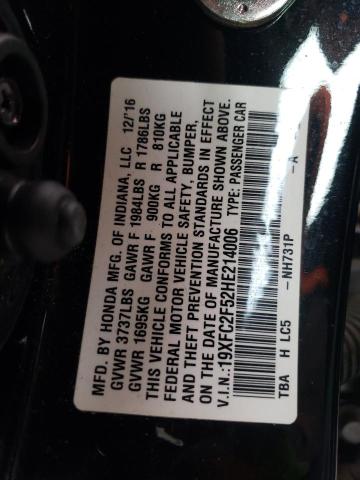 MFD. BY HONDA MFG. OF INDIANA, LLC 12/'16
GVWR 3737LBS GAWR F 1984LBS R 1786LBS
GVWR 1695KG GAWR F 900KG R 810KG
THIS VEHICLE CONFORMS TO ALL APPLICABLE
FEDERAL MOTOR VEHICLE SAFETY, BUMPER,
AND THEFT PREVENTION STANDARDS IN EFFECT
ON THE DATE OF MANUFACTURE SHOWN ABOVE.
V.I.N.:19XFC2F52HE214006 TYPE:PASSENGER CAR
TBA H LC5 -NH731P -A